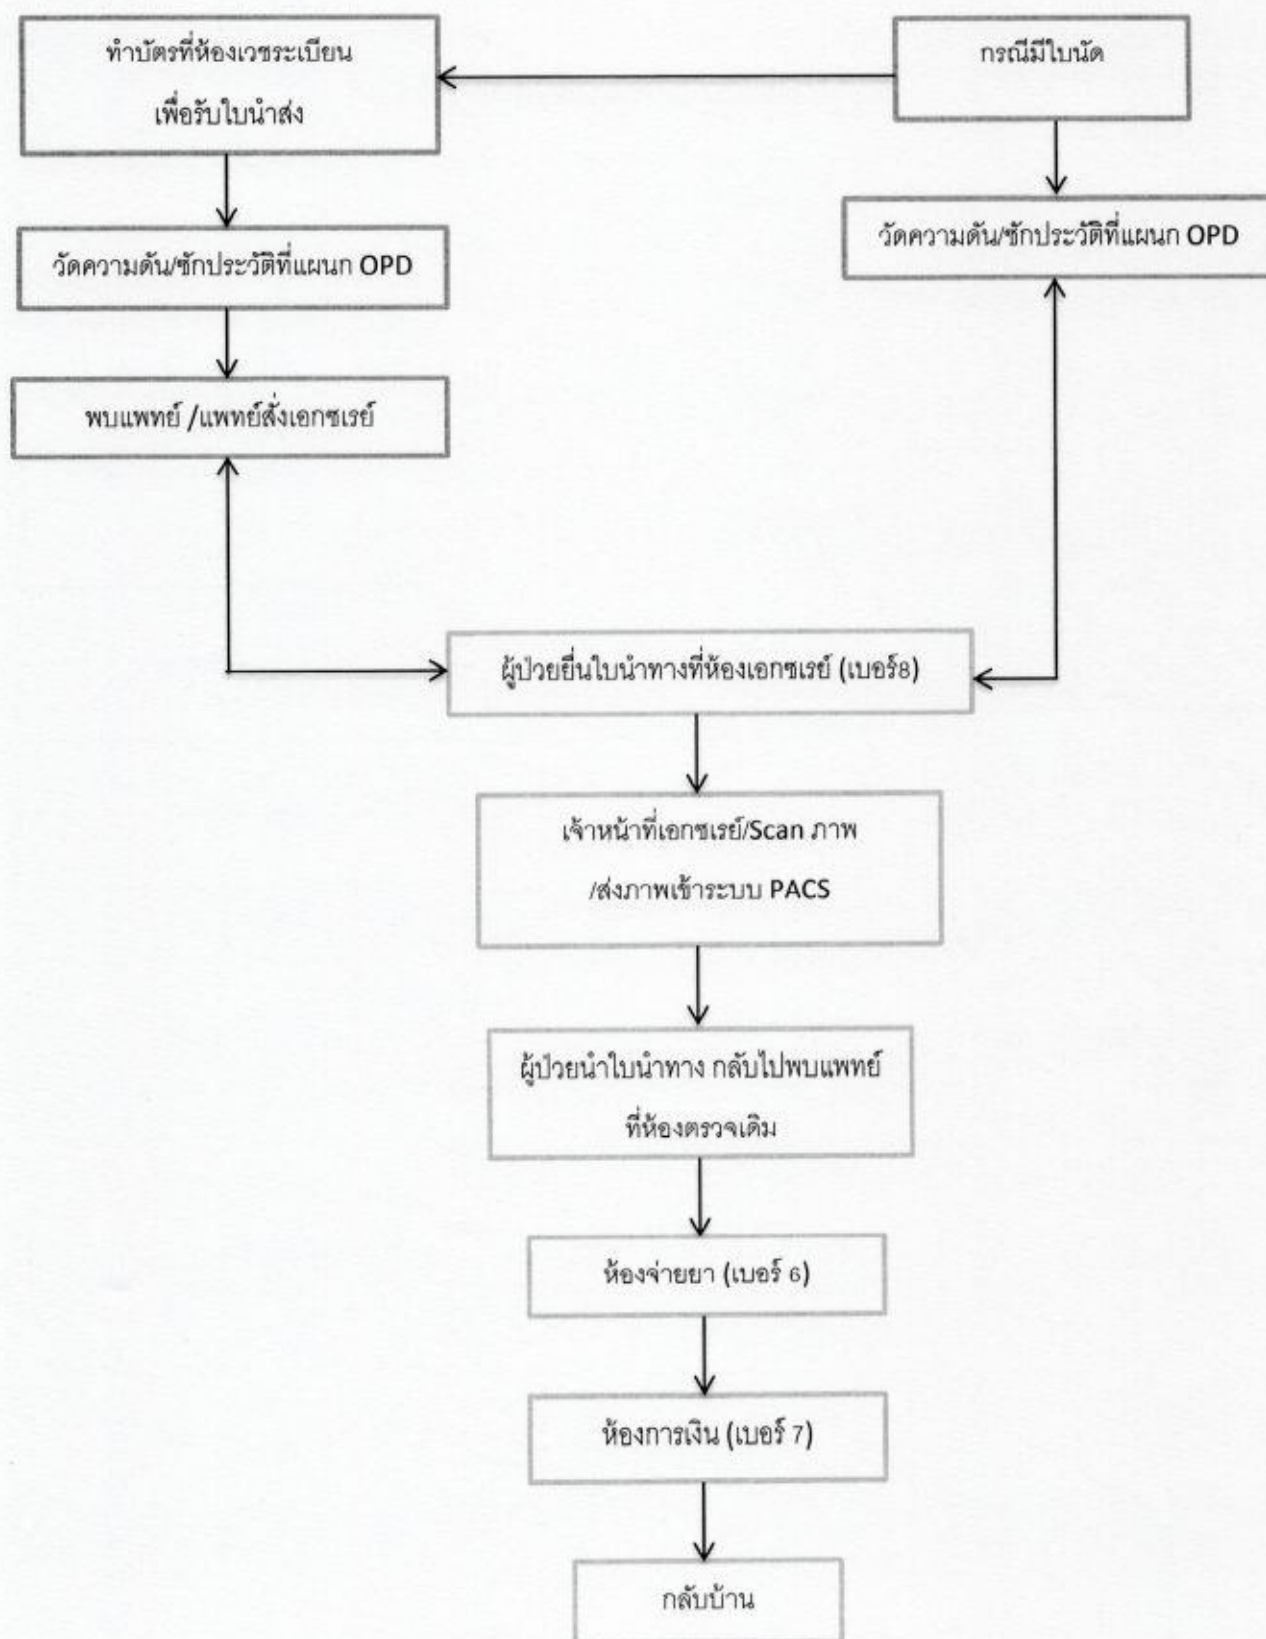 ทำบัตรที่ห้องเวชระเบียน
เพื่อรับใบนำส่ง
กรณีมีใบนัด
วัดความดัน/ซักประวัติที่แผนก OPD
วัดความดัน/ซักประวัติที่แผนก OPD
พบแพทย์ /แพทย์สั่งเอกซเรย์
ผู้ป่วยยื่นใบนำทางที่ห้องเอกซเรย์ (เบอร์8)
เจ้าหน้าที่เอกซเรย์/Scan ภาพ
/ส่งภาพเข้าระบบ PACS
ผู้ป่วยนำใบนำทาง กลับไปพบแพทย์
ที่ห้องตรวจเดิม
ห้องจ่ายยา (เบอร์ 6)
ห้องการเงิน (เบอร์ 7)
กลับบ้าน